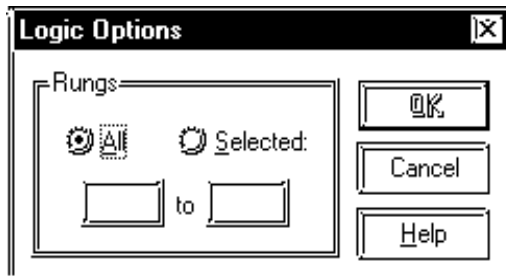 Logic Options
Rungs
All
Selected:
to
OK
Cancel
Help